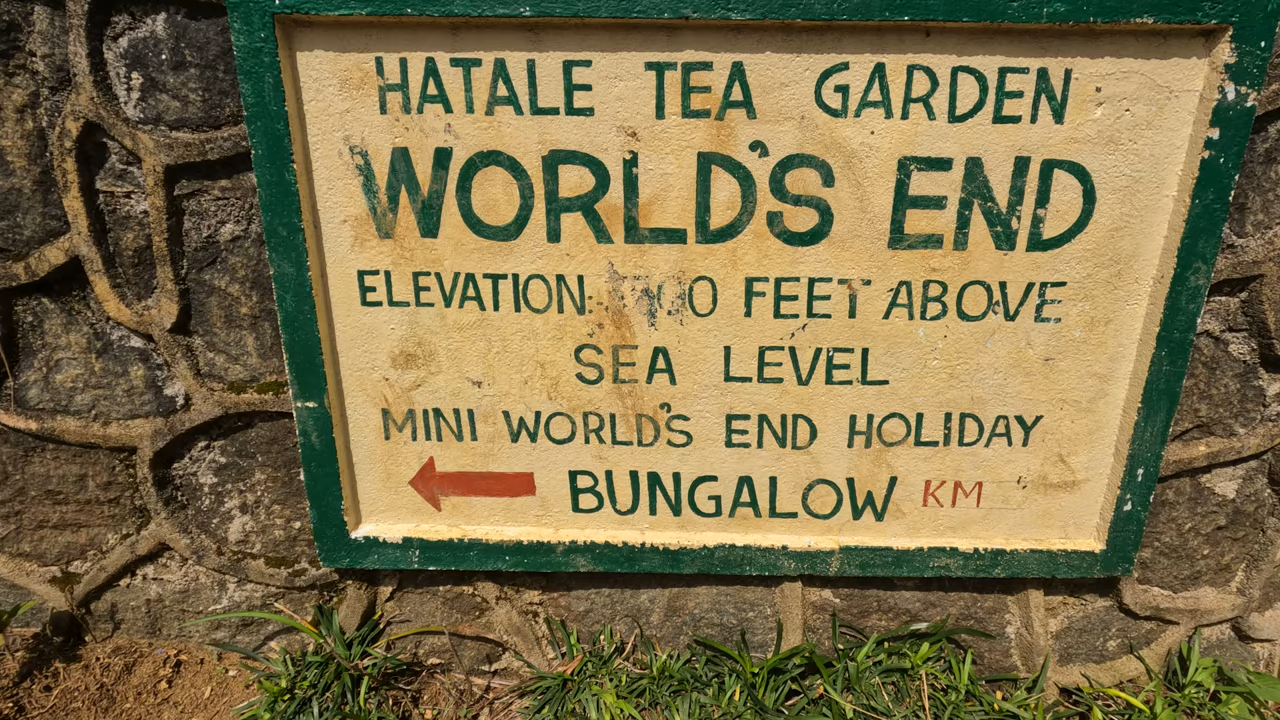 HATALE TEA GARDEN
WORLD'S END
ELEVATION FEET ABOVE
SEA LEVEL
MINI WORLD'S END HOLIDAY
BUNGALOW KM